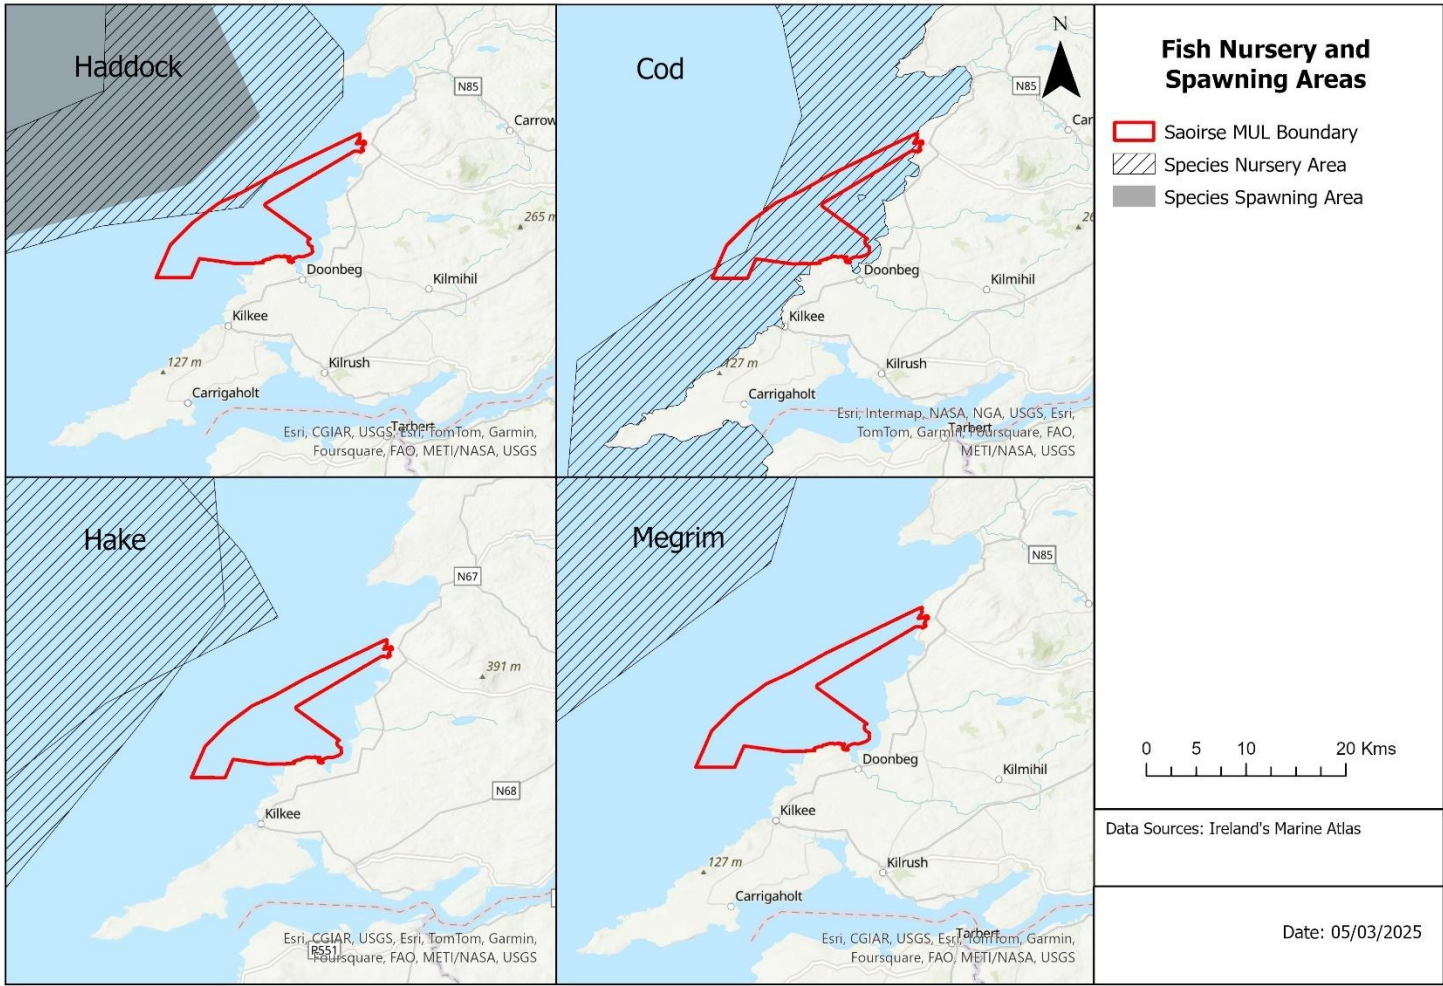 Haddock
N85
Carrow
265 m
Doonbeg
Kilmihil
Kilkee
127 m
Kilrush
Carrigaholt
Tarbert
Esri, CGIAR, USGS, Esri, TomTom, Garmin,
Foursquare, FAO, METI/NASA, USGS
Cod
N
N85
Car
26
Doonbeg
Kilmihil
Kilkee
127 m
Kilrush
Carrigaholt
Esri, Intermap, NASA, NGA, USGS, Esri,
TomTom, Garmin, Foursquare, FAO,
Tarbert
METI/NASA, USGS
Hake
N67
391 m
N68
Kilkee
Esri, CGIAR, USGS, Esri, TomTom, Garmin,
R551
Foursquare, FAO, METI/NASA, USGS
Megrim
N85
Doonbeg
Kilmihil
Kilkee
127 m
Kilrush
Carrigaholt
Tarbert
Esri, CGIAR, USGS, Esri, TomTom, Garmin,
Foursquare, FAO, METI/NASA, USGS
Fish Nursery and
Spawning Areas
Saoirse MUL Boundary
Species Nursery Area
Species Spawning Area
0 5 10 20 Kms
Data Sources: Ireland's Marine Atlas
Date: 05/03/2025